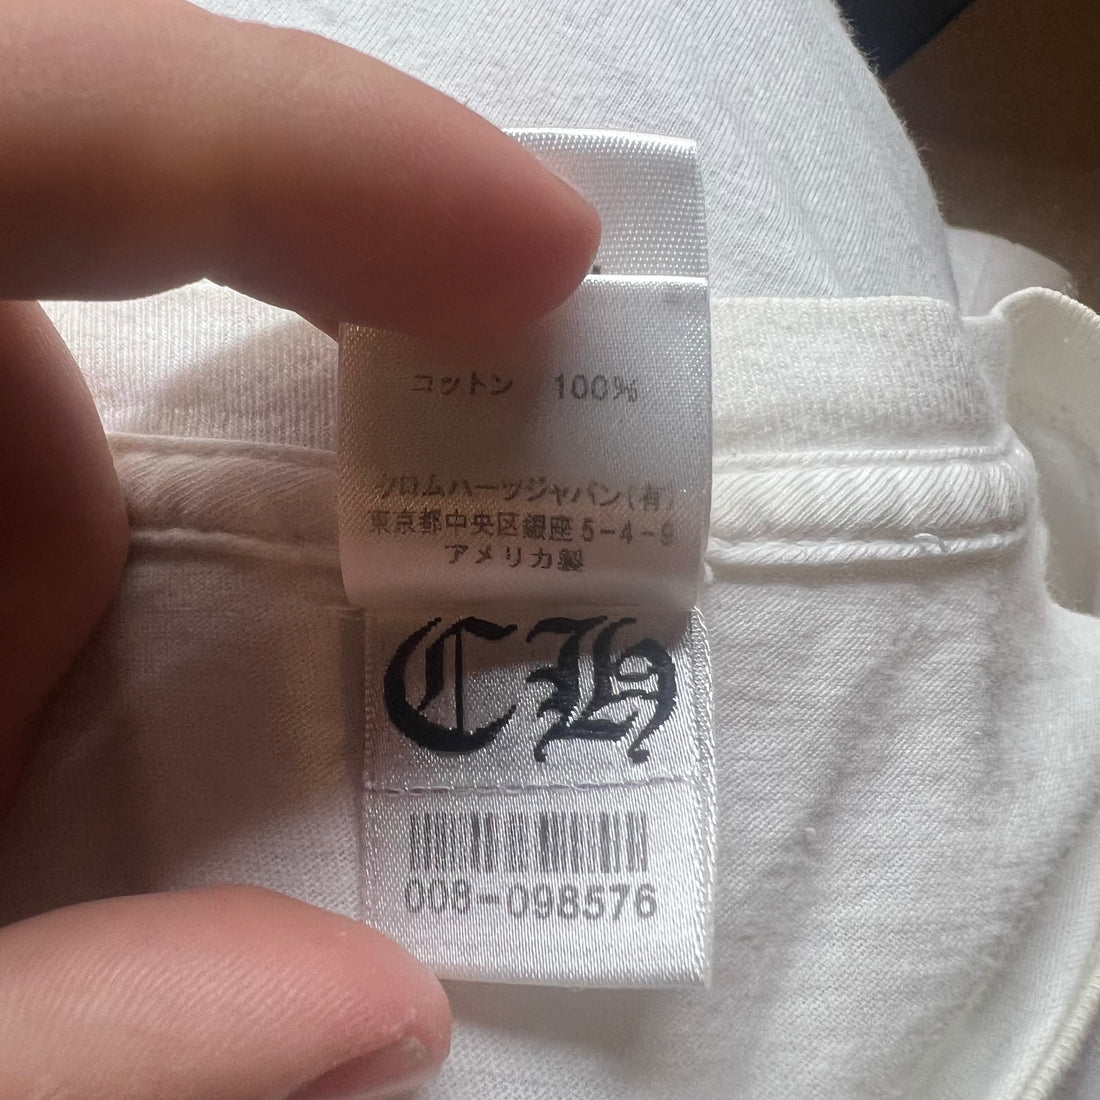 コットン 100%
クロムハーツジャパン(有)
東京都中央区銀座5-4-9
アメリカ製
CH
008-098576